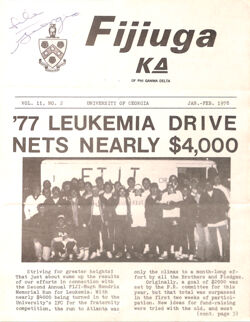 Fijiuga
ΚΔ
OF PHI GAMMA DELTA
VOL. II, NO. 2 UNIVERSITY OF GEORGIA JAN.-FEB. 1978
'77 LEUKEMIA DRIVE
NETS NEARLY $4,000
FIJI
Striving for greater heights!
That just about sums up the results
of our efforts in connection with
the Second Annual FIJI-Hugh Hendrix
Memorial Run for Leukemia. With
nearly $4000 being turned in to the
University's IFC for the fraternity
competition, the run to Atlanta was
only the climax to a month-long ef-
fort by all the Brothers and Pledges.
Originally, a goal of $2000 was
set by the P.R. committee for this
year, but that total was surpassed
in the first two weeks of partici-
pation. New ideas for fund-raising
were tried with the old, and most
(cont. page 3)